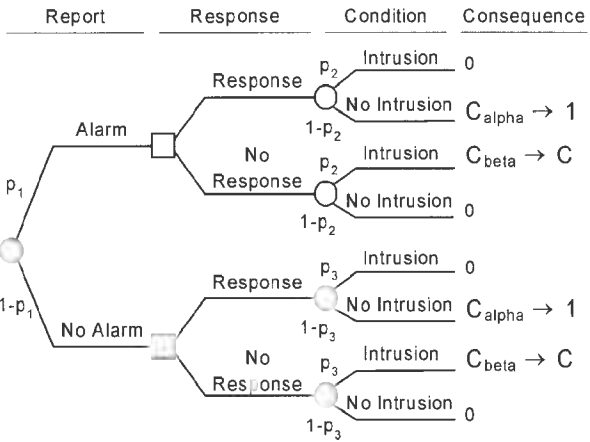 Report Response Condition Consequence
p2 Intrusion 0
Response
No Intrusion Calpha → 1
Alarm
1-p2
No
Response
p2 Intrusion Cbeta → C
p1
No Intrusion 0
1-p2
p3 Intrusion 0
Response
1-p1
No Intrusion Calpha → 1
No Alarm
1-p3
No
Response
p3 Intrusion Cbeta → C
No Intrusion 0
1-p3